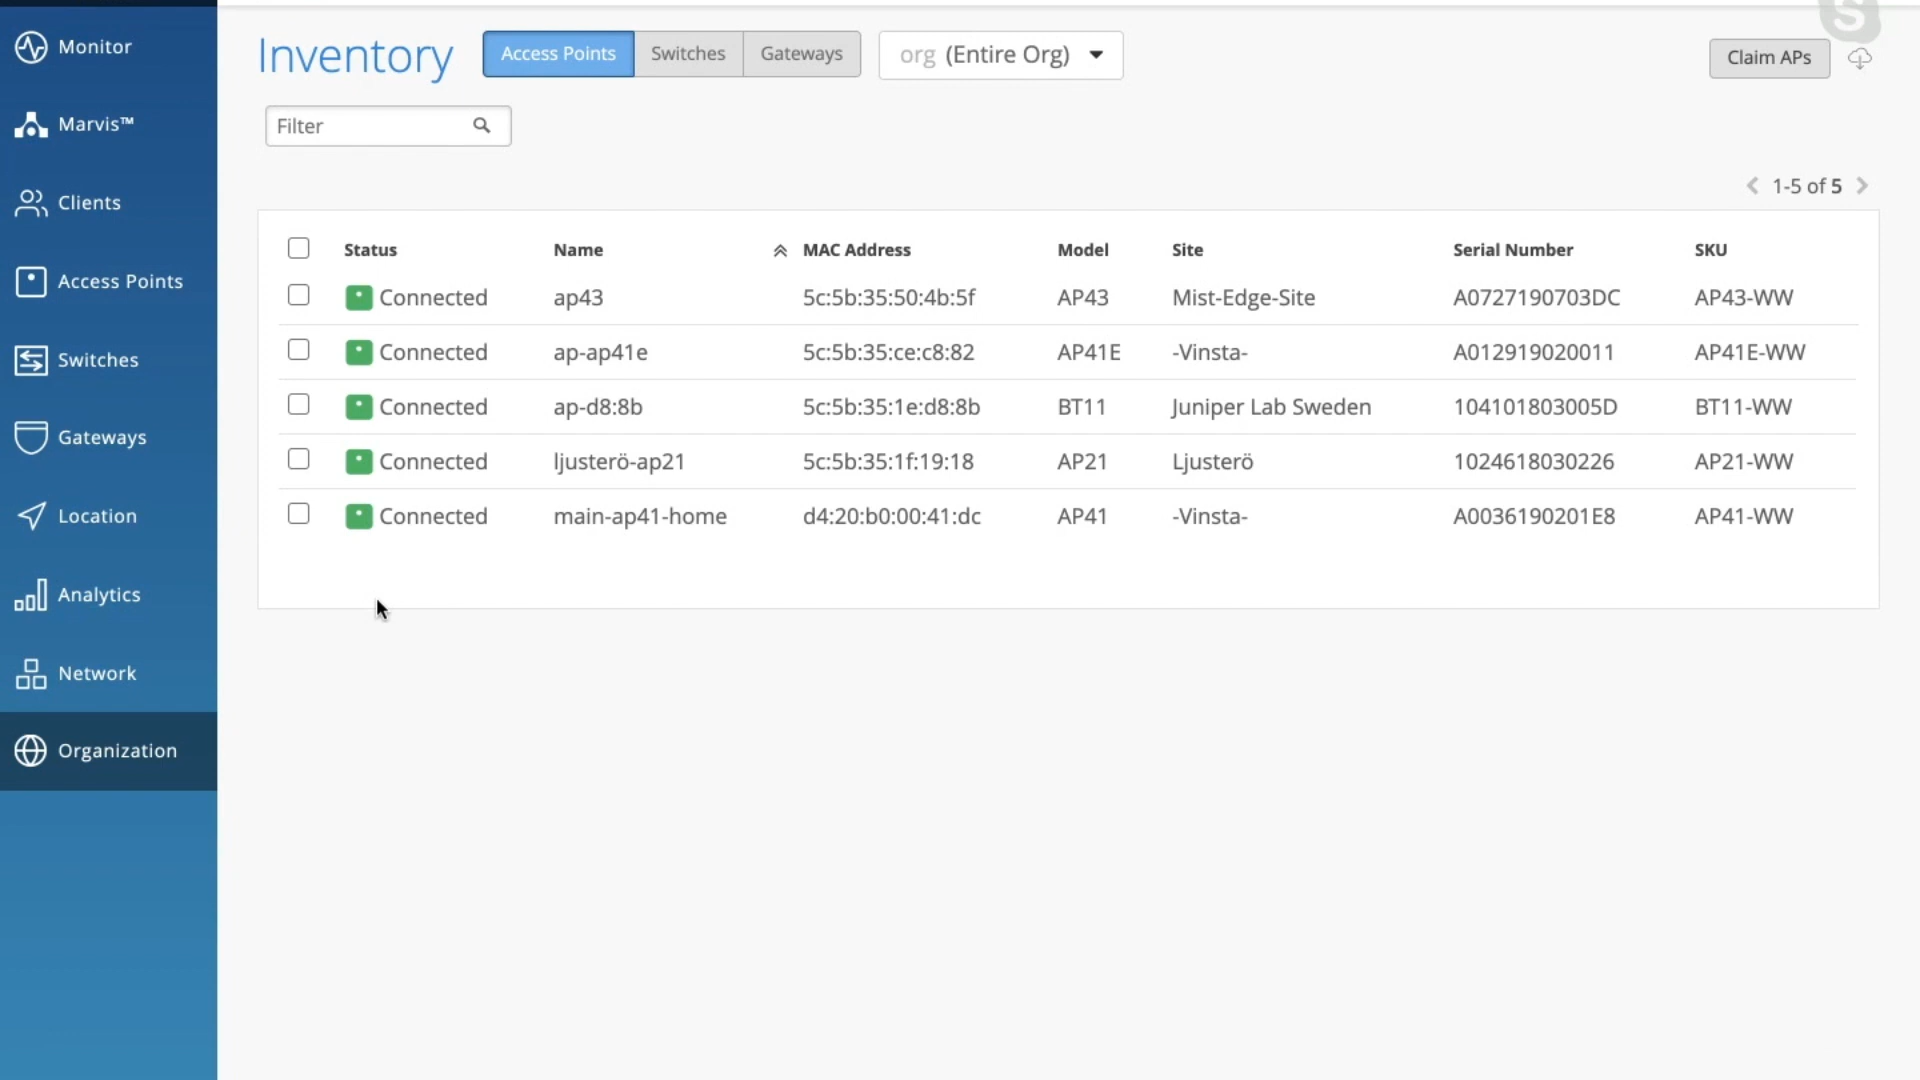 Monitor
Marvis™
Clients
Access Points
Switches
Gateways
Location
Analytics
Network
Organization
Inventory
Access Points Switches Gateways
org (Entire Org)
Claim APs
S
Filter
1-5 of 5
Status Name MAC Address Model Site Serial Number SKU
Connected ap43 5c:5b:35:50:4b:5f AP43 Mist-Edge-Site A0727190703DC AP43-WW
Connected ap-ap41e 5c:5b:35:ce:c8:82 AP41E -Vinsta- A012919020011 AP41E-WW
Connected ap-d8:8b 5c:5b:35:1e:d8:8b BT11 Juniper Lab Sweden 104101803005D BT11-WW
Connected ljusterö-ap21 5c:5b:35:1f:19:18 AP21 Ljusterö 1024618030226 AP21-WW
Connected main-ap41-home d4:20:b0:00:41:dc AP41 -Vinsta- A0036190201E8 AP41-WW